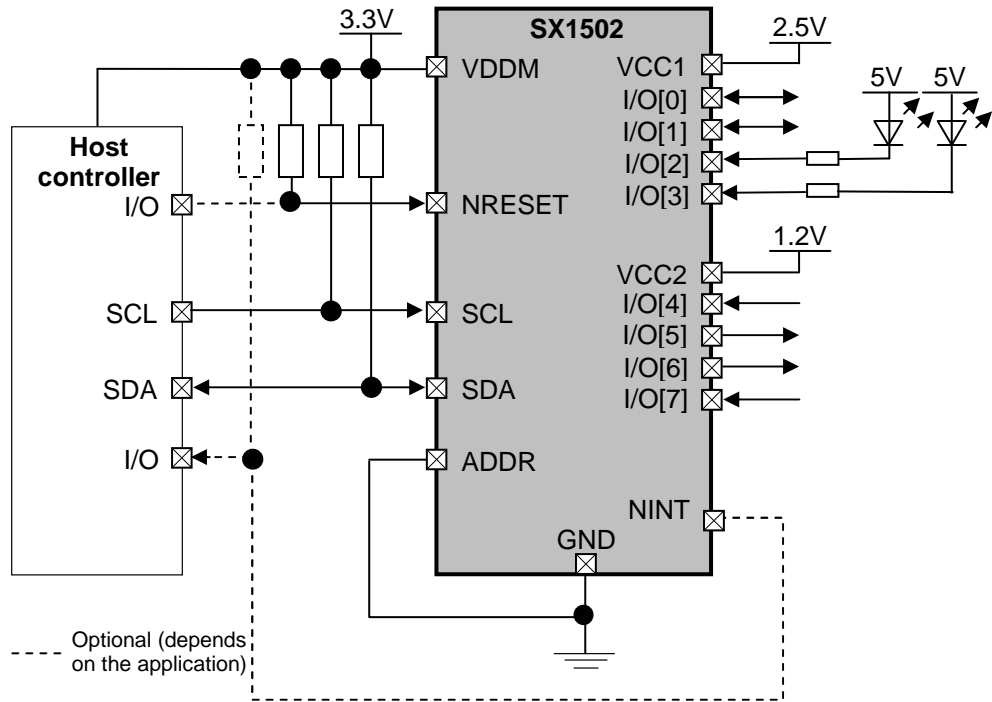 3.3V
SX1502
2.5V
VDDM
VCC1
5V
5V
I/O[0]
I/O[1]
Host
controller
I/O[2]
I/O[3]
I/O
NRESET
1.2V
VCC2
I/O[4]
SCL
SCL
I/O[5]
I/O[6]
SDA
SDA
I/O[7]
I/O
ADDR
NINT
GND
Optional (depends
on the application)